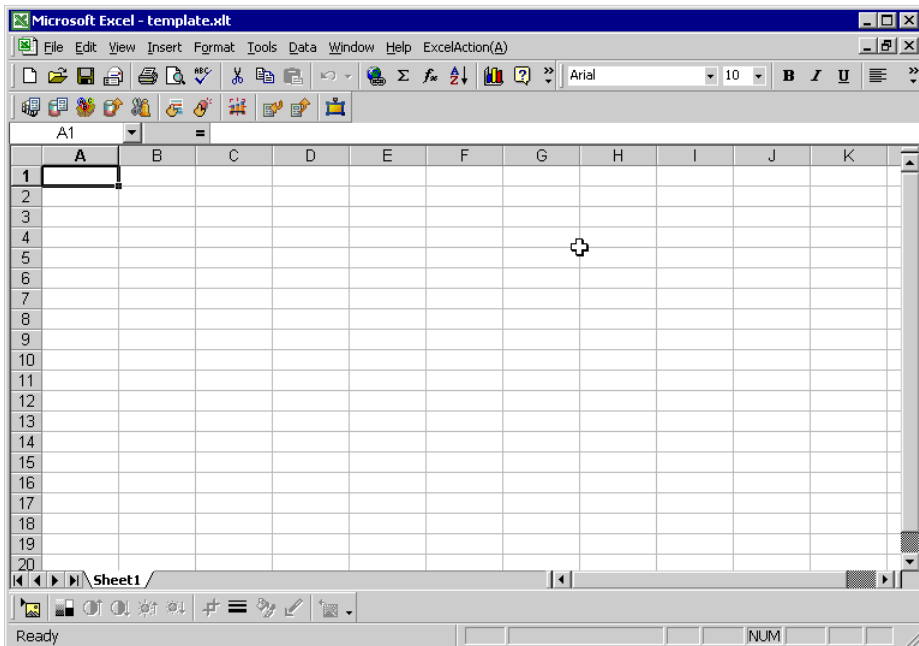 Microsoft Excel - template.xlt
File Edit View Insert Format Tools Data Window Help ExcelAction(A)
ABC Σ fx A Z ? » Arial 10 B I U »
A1 =
A B C D E F G H I J K
1
2
3
4
5
6
7
8
9
10
11
12
13
14
15
16
17
18
19
20
Sheet1
Ready NUM